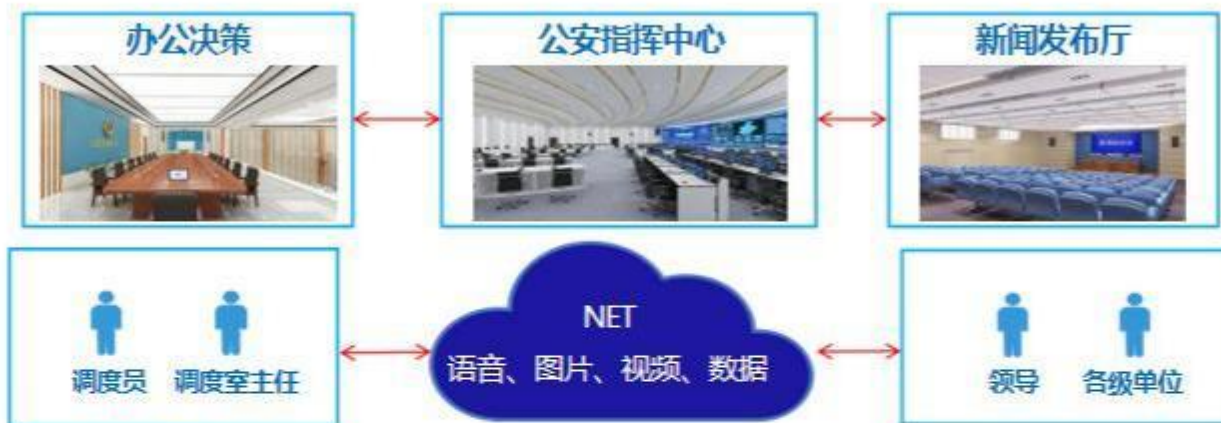 办公决策
公安指挥中心
新闻发布厅
NET
语音、图片、视频、数据
调度员
调度室主任
领导
各级单位